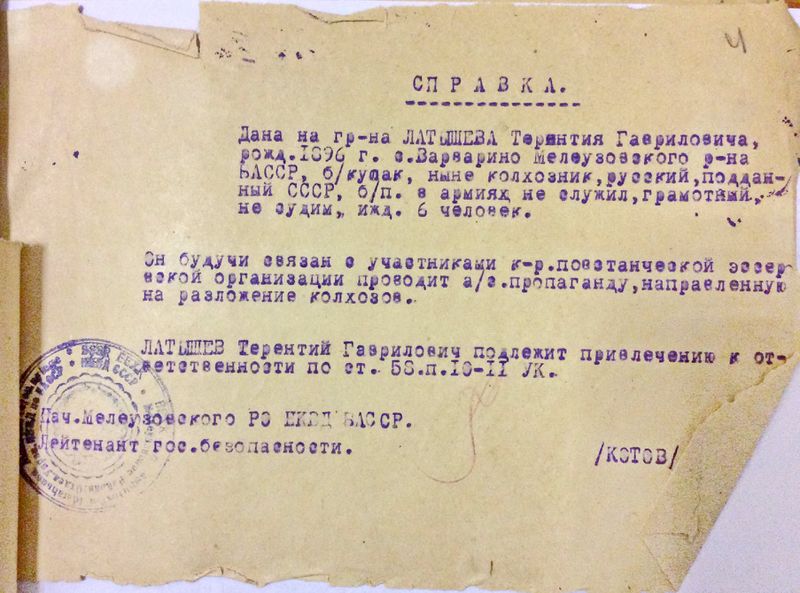 4
СПРАВКА.
Дана на гр-на ЛАТЫШЕВА Терентия Гавриловича,
рожд.1896 г. с.Варварино Мелеузовского р-на
БАССР, б/кулак, ныне колхозник,русский,поддан-
ный СССР, б/п. в армиях не служил,грамотный,
не судим, ижд. 6 человек.
Он будучи связан с участниками к-р.повстанческой эсеер
вской организации проводит а/с.пропаганду,направленную
на разложение колхозов.
ЛАТЫШЕВ Терентий Гаврилович подлежит привлечению к от-
ветственности по ст. 58.п.10-11 УК.
Нач.Мелеузовского РО НКВД БАССР.
Лейтенант гос.безопасности.
/КОТОВ/